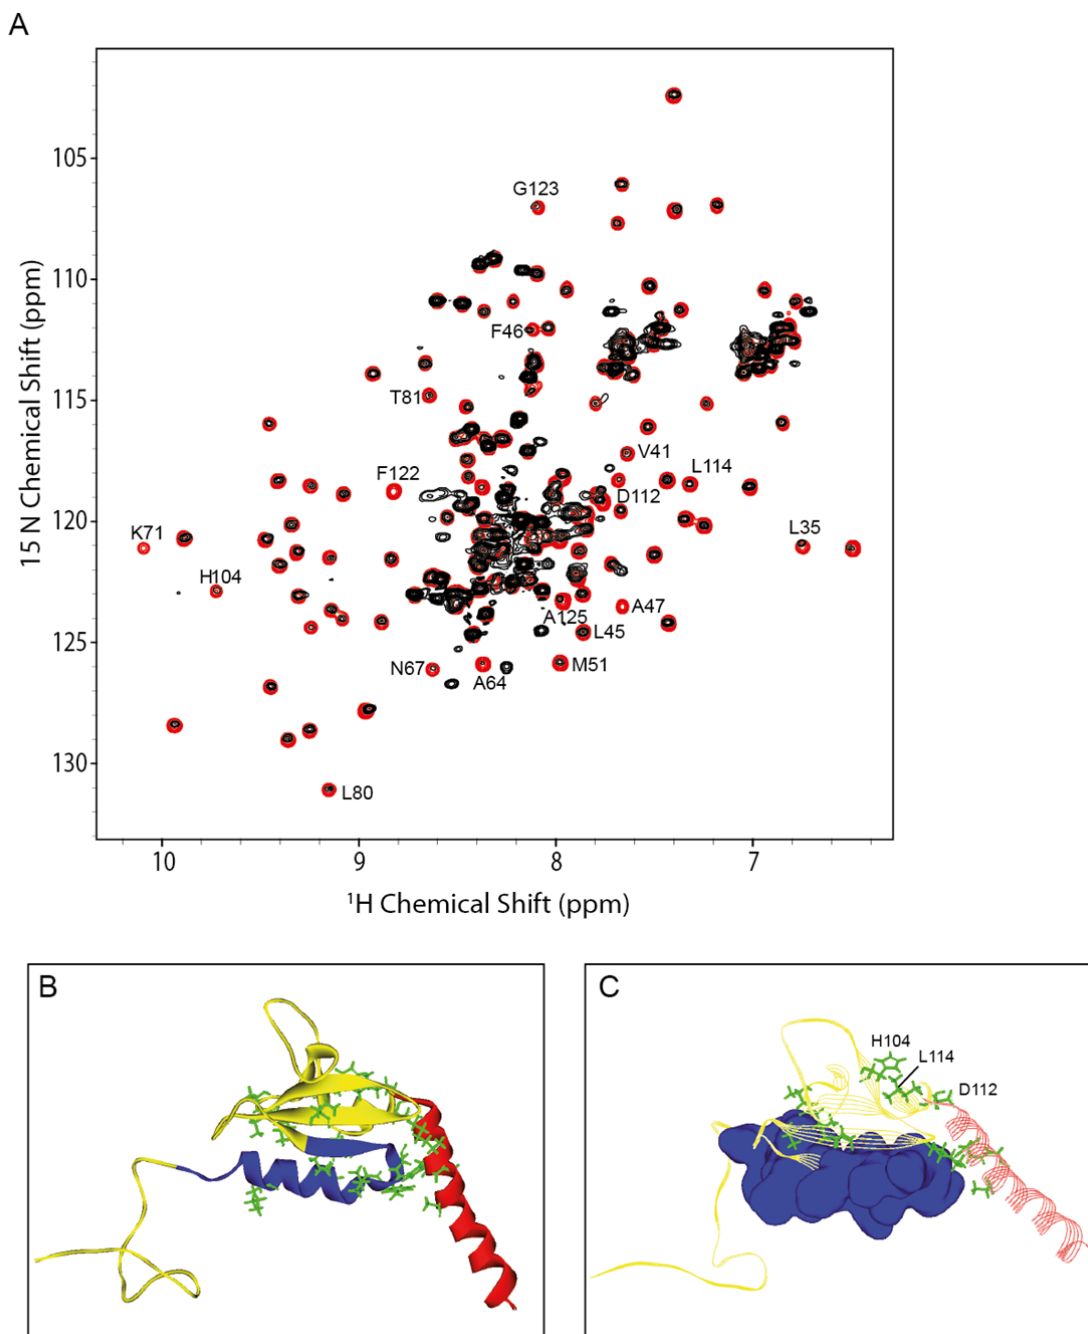 A
105
110
115
120
125
130
15 N Chemical Shift (ppm)
10
9
8
7
¹H Chemical Shift (ppm)
G123
F46
T81
V41
F122
L114
D112
K71
L35
H104
A47
A125
L45
N67
A64
M51
L80
B
C
H104
L114
D112